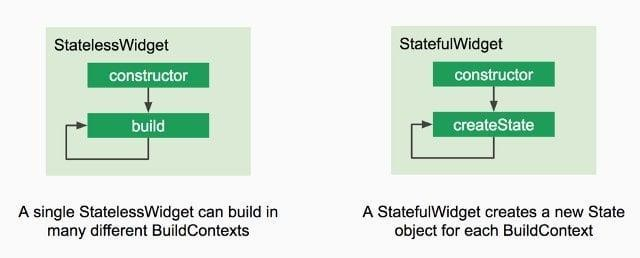 StatelessWidget
constructor
build
A single StatelessWidget can build in
many different BuildContexts
StatefulWidget
constructor
createState
A StatefulWidget creates a new State
object for each BuildContext